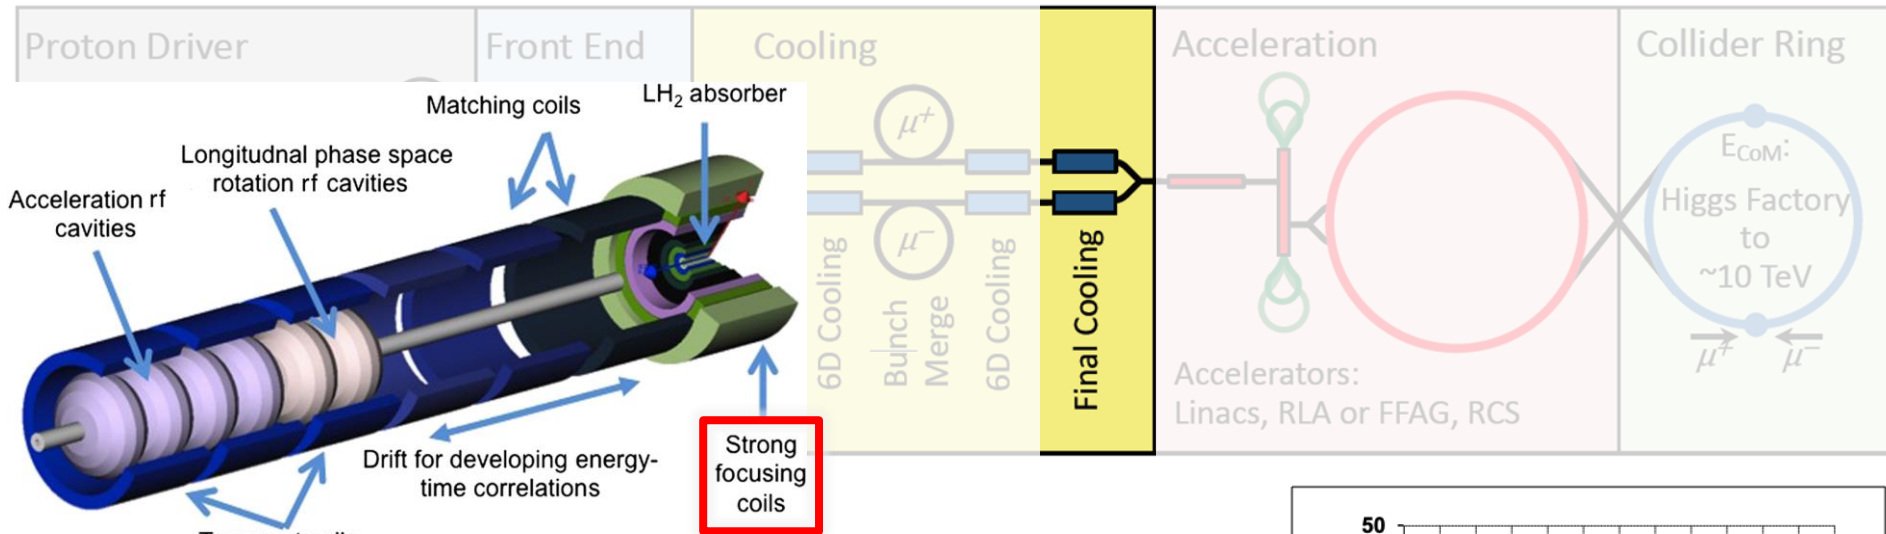 Proton Driver
Front End
Cooling
Acceleration
Collider Ring
Matching coils
LH2 absorber
Longitudnal phase space
rotation rf cavities
Acceleration rf
cavities
Drift for developing energy-
time correlations
Strong
focusing
coils
μ+
μ−
6D Cooling
Bunch
Merge
6D Cooling
Final Cooling
Accelerators:
Linacs, RLA or FFAG, RCS
ECoM:
Higgs Factory
to
~10 TeV
μ+
μ−
50